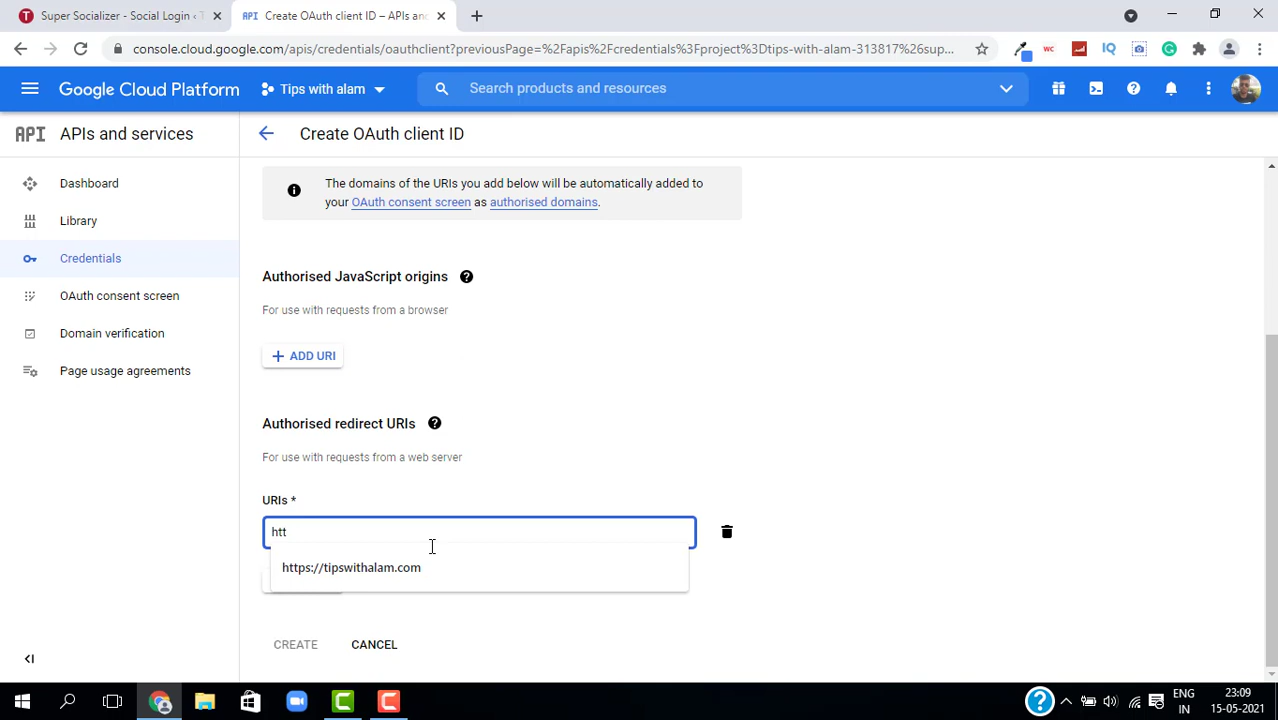 Super Socializer - Social Login ‹ T
API Create OAuth client ID – APIs and
console.cloud.google.com/apis/credentials/oauthclient?previousPage=%2Fapis%2Fcredentials%3Fproject%3Dtips-with-alam-313817%26sup...
WC
IQ
Google Cloud Platform
Tips with alam
Search products and resources
API APIs and services
Create OAuth client ID
Dashboard
Library
Credentials
OAuth consent screen
Domain verification
Page usage agreements
The domains of the URIs you add below will be automatically added to
your OAuth consent screen as authorised domains.
Authorised JavaScript origins
For use with requests from a browser
ADD URI
Authorised redirect URIs
For use with requests from a web server
URIs *
htt
https://tipswithalam.com
CREATE
CANCEL
ENG
IN
23:09
15-05-2021